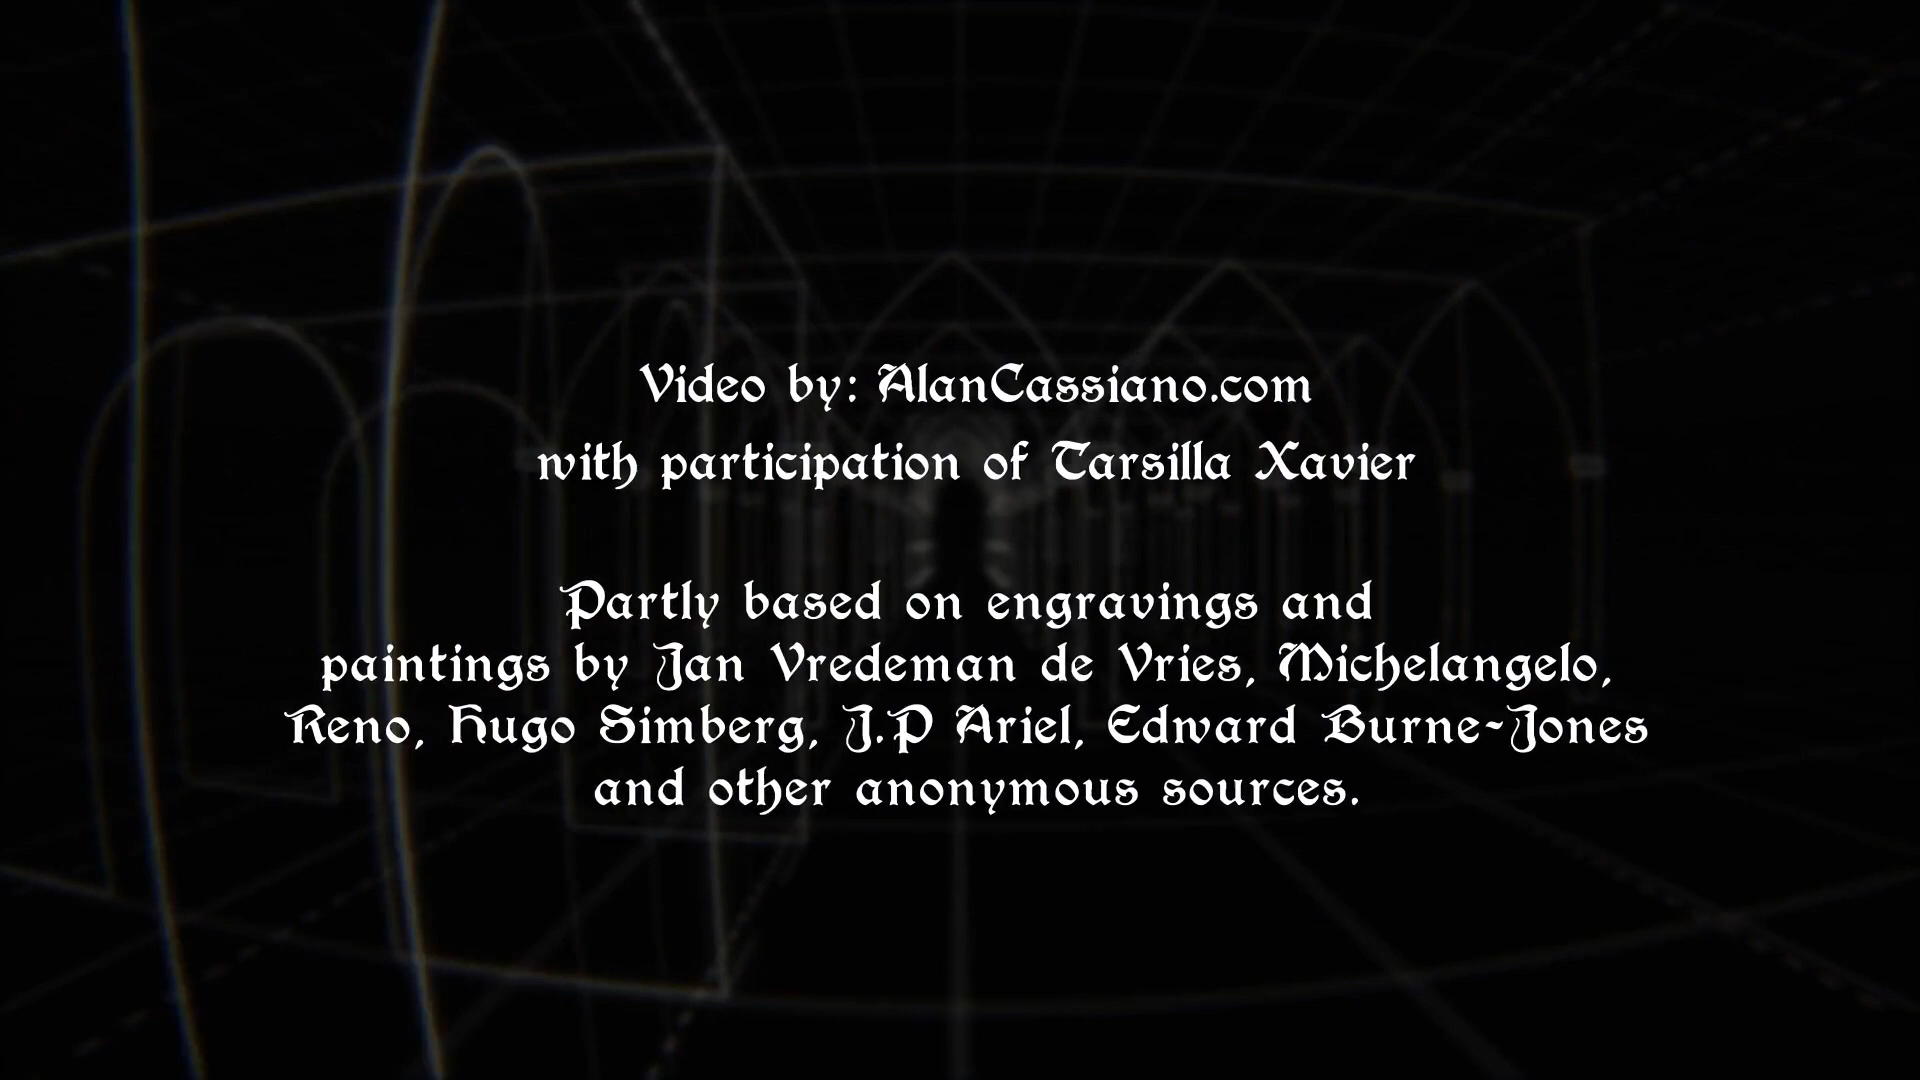 Video by: AlanCassiano.com
with participation of Tarsilla Xavier
Partly based on engravings and
paintings by Jan Vredeman de Vries, Michelangelo,
Reno, Hugo Simberg, J.P Ariel, Edward Burne-Jones
and other anonymous sources.